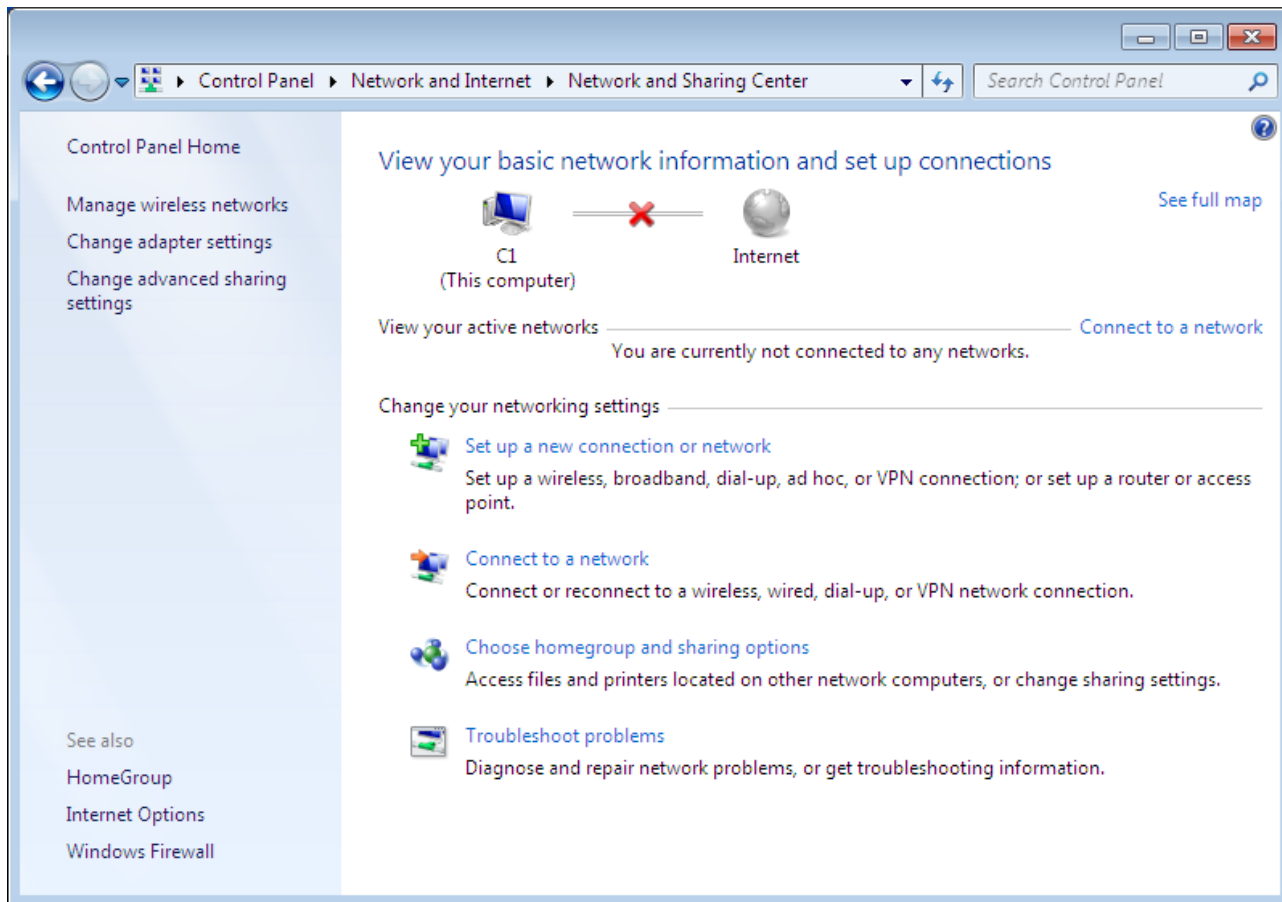 Control Panel Network and Internet Network and Sharing Center Search Control Panel
Control Panel Home
Manage wireless networks
Change adapter settings
Change advanced sharing
settings
See also
HomeGroup
Internet Options
Windows Firewall
View your basic network information and set up connections
See full map
C1
(This computer)
Internet
View your active networks Connect to a network
You are currently not connected to any networks.
Change your networking settings
Set up a new connection or network
Set up a wireless, broadband, dial-up, ad hoc, or VPN connection; or set up a router or access
point.
Connect to a network
Connect or reconnect to a wireless, wired, dial-up, or VPN network connection.
Choose homegroup and sharing options
Access files and printers located on other network computers, or change sharing settings.
Troubleshoot problems
Diagnose and repair network problems, or get troubleshooting information.